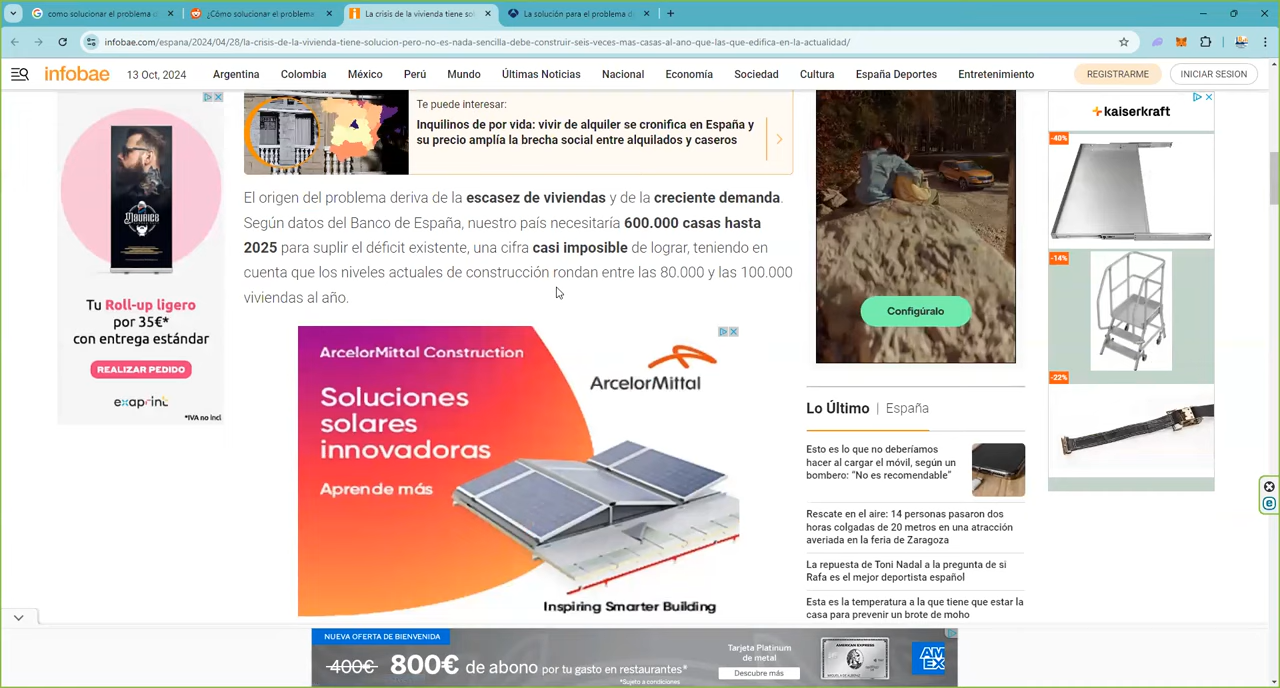 como solucionar el problema d
¿Cómo solucionar el problema
La crisis de la vivienda tiene so
La solución para el problema d
infobae.com/espana/2024/04/28/la-crisis-de-la-vivienda-tiene-solucion-pero-no-es-nada-sencilla-debe-construir-seis-veces-mas-casas-al-ano-que-las-que-edifica-en-la-actualidad/
infobae
13 Oct, 2024
Argentina
Colombia
México
Perú
Mundo
Últimas Noticias
Nacional
Economía
Sociedad
Cultura
España Deportes
Entretenimiento
REGISTRARME
INICIAR SESION
Te puede interesar:
Inquilinos de por vida: vivir de alquiler se cronifica en España y
su precio amplía la brecha social entre alquilados y caseros
El origen del problema deriva de la escasez de viviendas y de la creciente demanda.
Según datos del Banco de España, nuestro país necesitaría 600.000 casas hasta
2025 para suplir el déficit existente, una cifra casi imposible de lograr, teniendo en
cuenta que los niveles actuales de construcción rondan entre las 80.000 y las 100.000
viviendas al año.
MAURICES
Tu Roll-up ligero
por 35€*
con entrega estándar
REALIZAR PEDIDO
exaprint
*IVA no incl
ArcelorMittal Construction
Soluciones
solares
innovadoras
Aprende más
ArcelorMittal
Inspiring Smarter Building
Configúralo
Lo Último | España
Esto es lo que no deberíamos
hacer al cargar el móvil, según un
bombero: “No es recomendable”
Rescate en el aire: 14 personas pasaron dos
horas colgadas de 20 metros en una atracción
averiada en la feria de Zaragoza
La repuesta de Toni Nadal a la pregunta de si
Rafa es el mejor deportista español
Esta es la temperatura a la que tiene que estar la
casa para prevenir un brote de moho
kaiserkraft
-40%
-14%
-22%
NUEVA OFERTA DE BIENVENIDA
400€ 800€ de abono por tu gasto en restaurantes*
*Sujeto a condiciones
Tarjeta Platinum
de metal
Descubre más
AMERICAN EXPRESS
AM
EX